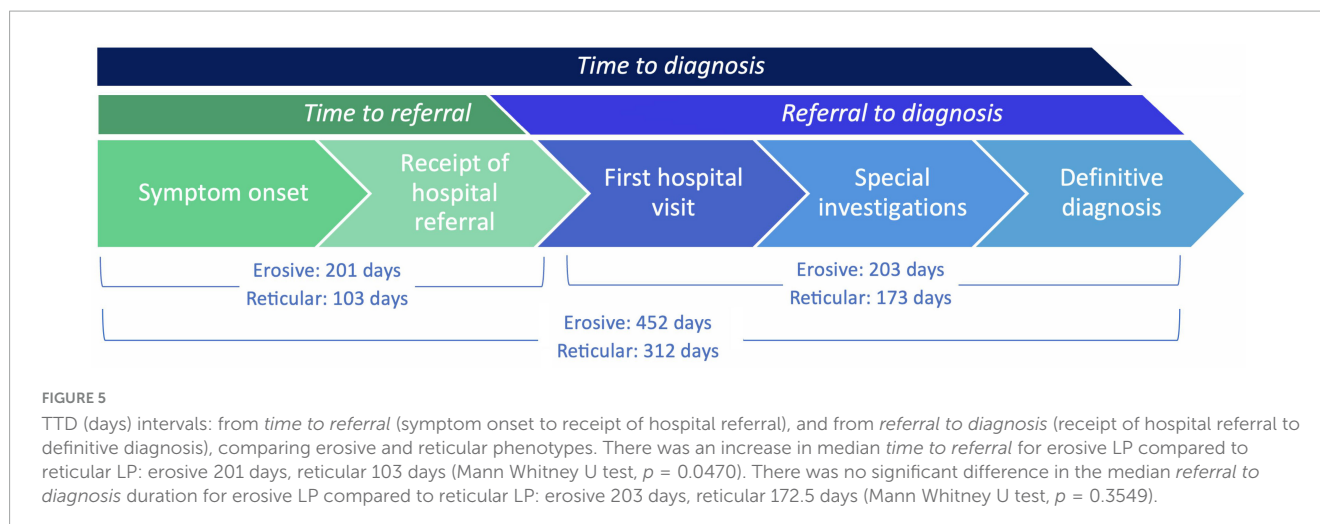 Time to diagnosis
Time to referral
Referral to diagnosis
Symptom onset
Receipt of
hospital
referral
First hospital
visit
Special
investigations
Definitive
diagnosis
Erosive: 201 days
Reticular: 103 days
Erosive: 203 days
Reticular: 173 days
Erosive: 452 days
Reticular: 312 days
FIGURE 5
TTD (days) intervals: from time to referral (symptom onset to receipt of hospital referral), and from referral to diagnosis (receipt of hospital referral to
definitive diagnosis), comparing erosive and reticular phenotypes. There was an increase in median time to referral for erosive LP compared to
reticular LP: erosive 201 days, reticular 103 days (Mann Whitney U test, p = 0.0470). There was no significant difference in the median referral to
diagnosis duration for erosive LP compared to reticular LP: erosive 203 days, reticular 172.5 days (Mann Whitney U test, p = 0.3549).